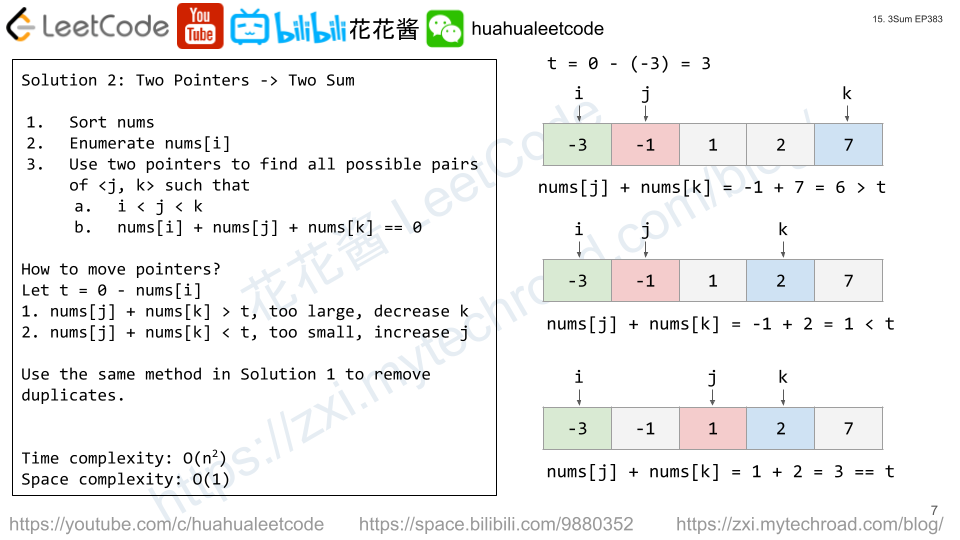 LeetCode You Tube bilibili 花花酱 huahualeetcode
15. 3Sum EP383
Solution 2: Two Pointers -> Two Sum
1. Sort nums
2. Enumerate nums[i]
3. Use two pointers to find all possible pairs
of <j, k> such that
a. i < j < k
b. nums[i] + nums[j] + nums[k] == 0
How to move pointers?
Let t = 0 - nums[i]
1. nums[j] + nums[k] > t, too large, decrease k
2. nums[j] + nums[k] < t, too small, increase j
Use the same method in Solution 1 to remove
duplicates.
Time complexity: O(n²)
Space complexity: O(1)
t = 0 - (-3) = 3
i j k
-3 -1 1 2 7
nums[j] + nums[k] = -1 + 7 = 6 > t
i j k
-3 -1 1 2 7
nums[j] + nums[k] = -1 + 2 = 1 < t
i j k
-3 -1 1 2 7
nums[j] + nums[k] = 1 + 2 = 3 == t
花花酱 LeetCode
https://zxi.mytechroad.com/blog/
7
https://youtube.com/c/huahualeetcode https://space.bilibili.com/9880352 https://zxi.mytechroad.com/blog/